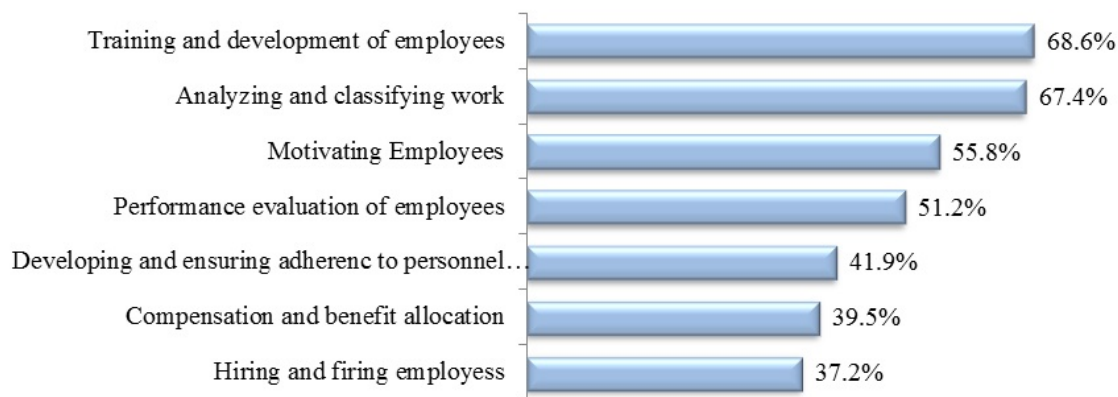 Training and development of employees 68.6%
Analyzing and classifying work 67.4%
Motivating Employees 55.8%
Performance evaluation of employees 51.2%
Developing and ensuring adherenc to personnel… 41.9%
Compensation and benefit allocation 39.5%
Hiring and firing employess 37.2%